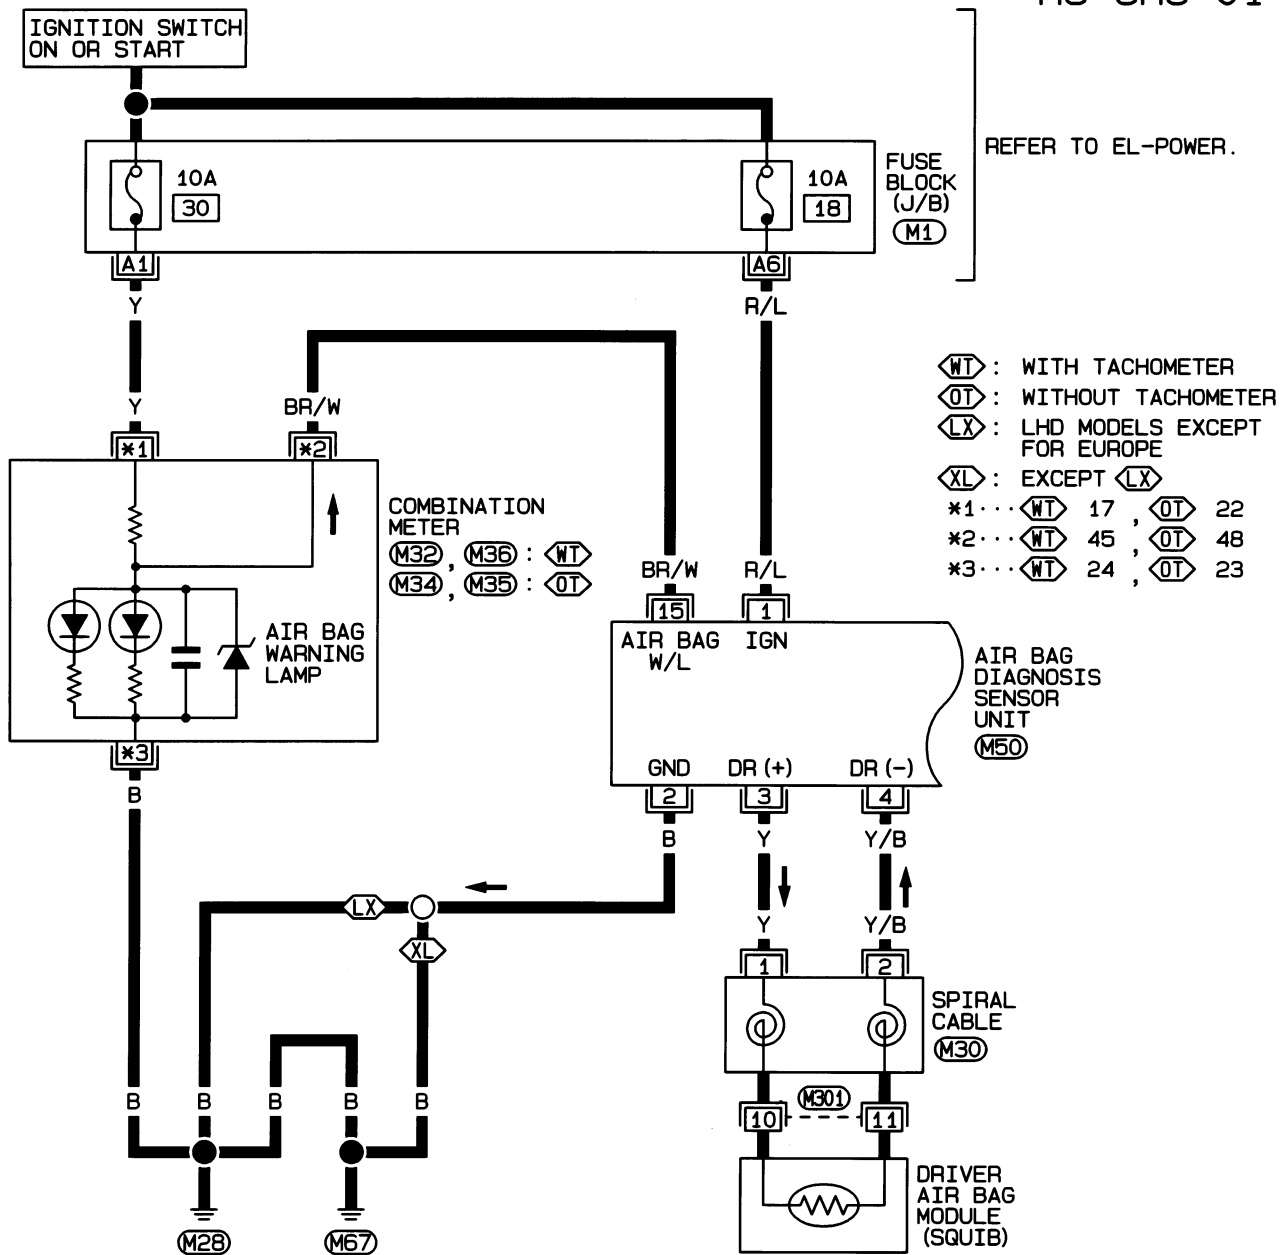 IGNITION SWITCH
ON OR START
REFER TO EL-POWER.
10A
30
10A
18
FUSE
BLOCK
(J/B)
M1
A1
A6
Y
R/L
Y
BR/W
*1
*2
WT : WITH TACHOMETER
OT : WITHOUT TACHOMETER
LX : LHD MODELS EXCEPT
FOR EUROPE
XL : EXCEPT LX
*1··· WT 17 , OT 22
*2··· WT 45 , OT 48
*3··· WT 24 , OT 23
COMBINATION
METER
M32 , M36 : WT
M34 , M35 : OT
AIR BAG
WARNING
LAMP
*3
B
BR/W
R/L
15
1
AIR BAG
W/L
IGN
AIR BAG
DIAGNOSIS
SENSOR
UNIT
M50
GND
DR (+)
DR (-)
2
3
4
B
Y
Y/B
LX
XL
Y
Y/B
1
2
SPIRAL
CABLE
M30
B
B
B
B
B
M301
10
11
DRIVER
AIR BAG
MODULE
(SQUIB)
M28
M67